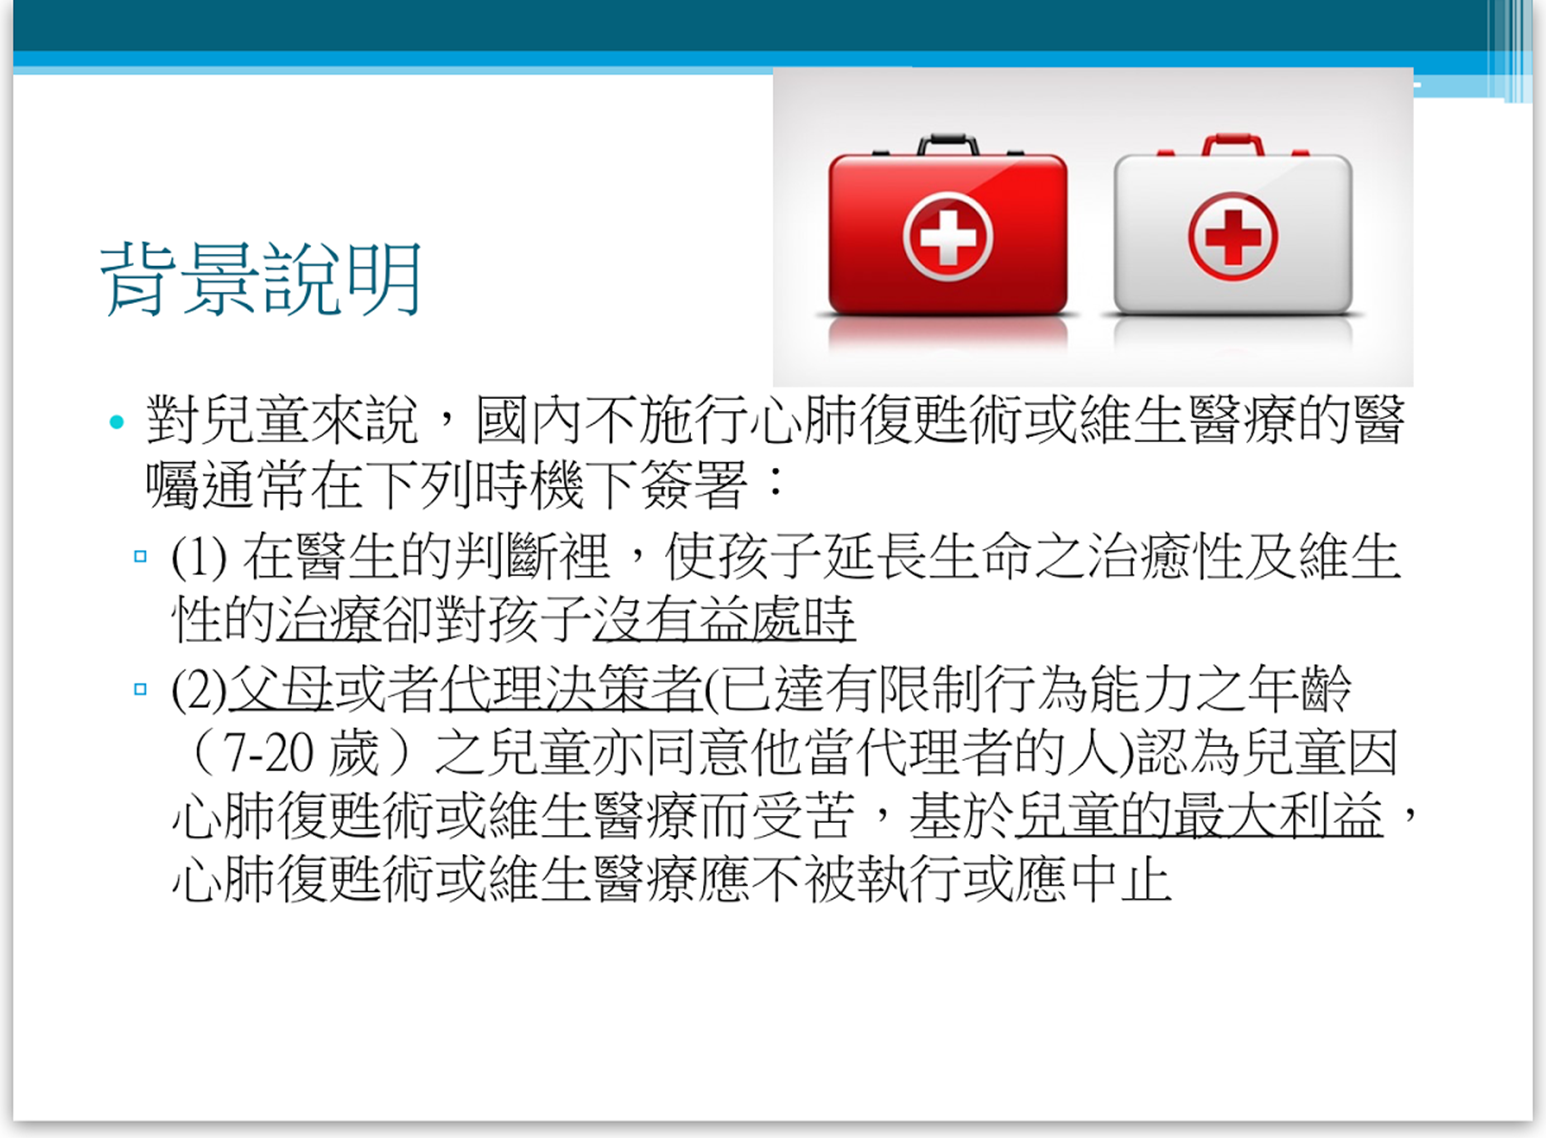 背景說明
• 對兒童來說，國內不施行心肺復甦術或維生醫療的醫
囑通常在下列時機下簽署：
▫ (1) 在醫生的判斷裡，使孩子延長生命之治癒性及維生
性的治療卻對孩子沒有益處時
▫ (2)父母或者代理決策者(已達有限制行為能力之年齡
（7-20 歲）之兒童亦同意他當代理者的人)認為兒童因
心肺復甦術或維生醫療而受苦，基於兒童的最大利益，
心肺復甦術或維生醫療應不被執行或應中止